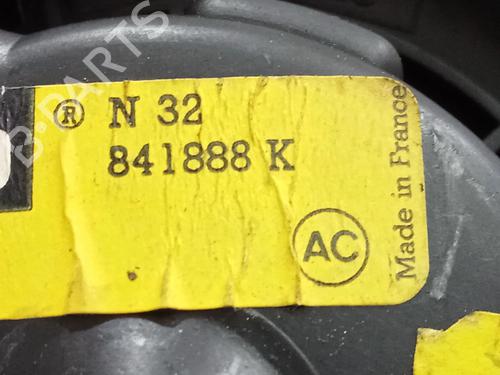 ® N 32
841888 K
AC
Made in France
B-PARTS